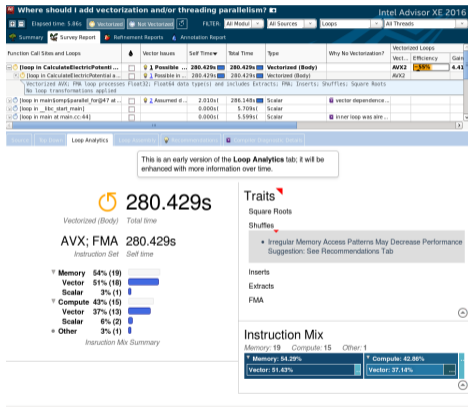 Where should I add vectorization and/or threading parallelism?
Intel Advisor XE 2016
Elapsed time: 5.86s Vectorized Not Vectorized FILTER: All Modul All Sources Loops All Threads
Summary Survey Report Refinement Reports Annotation Report
Function Call Sites and Loops Vector Issues Self Time Total Time Type Why No Vectorization? Vectorized Loops
Vect... Efficiency Gain
[loop in CalculateElectricPotential ... 1 Possible ... 280.429s 280.429s Vectorized (Body) AVX2 ~55% 4.41
[loop in CalculateElectricPotential a ... 1 Possible in ... 280.429s 280.429s Vectorized (Body) AVX2
Vectorized AVX; FMA loop processes Float32; Float64 data type(s) and includes Extracts; FMA; Inserts; Shuffles; Square Roots
No loop transformations applied
[loop in main$omp$parallel_for@47 at ... 2 Assumed d... 2.010s 286.148s Scalar vector dependence...
[loop in __libc_start_main] 0.000s 5.709s Scalar
[loop in main at main.cc:44] 0.000s 5.599s Scalar inner loop was alre...
Loop Analytics
This is an early version of the Loop Analytics tab; it will
be enhanced with more information over time.
280.429s
Vectorized (Body) Total time
AVX; FMA 280.429s
Instruction Set Self time
Memory 54% (19)
Vector 51% (18)
Scalar 3% (1)
Compute 43% (15)
Vector 37% (13)
Scalar 6% (2)
Other 3% (1)
Insruction Mix Summary
Traits
Square Roots
Shuffles
Irregular Memory Access Patterns May Decrease Performance
Suggestion: See Recommendations Tab
Inserts
Extracts
FMA
Instruction Mix
Memory: 19 Compute: 15 Other: 1
Memory: 54.29% Compute: 42.86%
Vector: 51.43% Vector: 37.14%